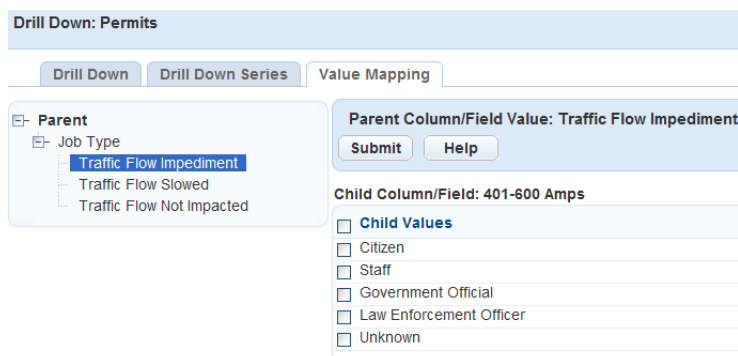 Drill Down: Permits
Drill Down
Drill Down Series
Value Mapping
Parent
Job Type
Traffic Flow Impediment
Traffic Flow Slowed
Traffic Flow Not Impacted
Parent Column/Field Value: Traffic Flow Impediment
Submit
Help
Child Column/Field: 401-600 Amps
Child Values
Citizen
Staff
Government Official
Law Enforcement Officer
Unknown